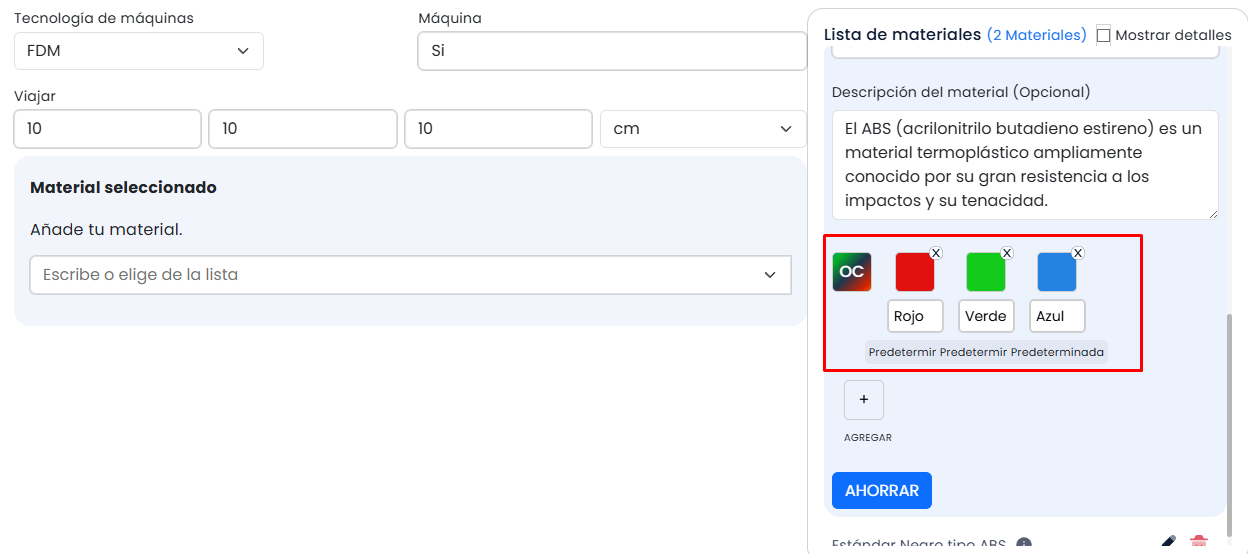 Tecnología de máquinas
FDM
Máquina
Si
Viajar
10
10
10
cm
Material seleccionado
Añade tu material.
Escribe o elige de la lista
Lista de materiales (2 Materiales) Mostrar detalles
Descripción del material (Opcional)
El ABS (acrilonitrilo butadieno estireno) es un
material termoplástico ampliamente
conocido por su gran resistencia a los
impactos y su tenacidad.
OC X X X
Rojo Verde Azul
Predetermir Predetermir Predeterminada
+
AGREGAR
AHORRAR
Estándar Negro tipo ABS